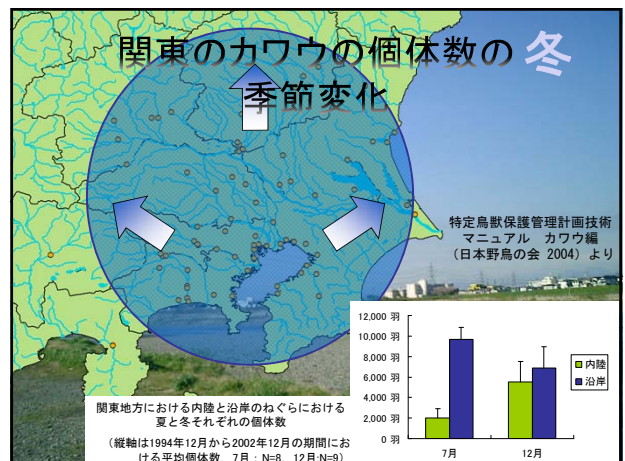 関東のカワウの個体数の 冬
季節変化
特定鳥獣保護管理計画技術
マニュアル カワウ編
（日本野鳥の会 2004）より
12,000 羽
10,000 羽
8,000 羽
6,000 羽
4,000 羽
2,000 羽
0 羽
7月
12月
内陸
沿岸
関東地方における内陸と沿岸のねぐらにおける
夏と冬それぞれの個体数
（縦軸は1994年12月から2002年12月の期間にお
ける平均個体数 7月：N=8、12月:N=9）